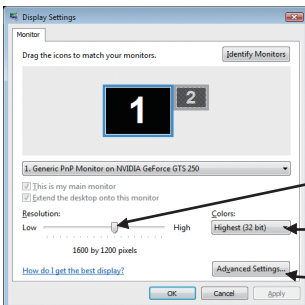 Display Settings
Monitor
Drag the icons to match your monitors.
Identify Monitors
1
2
1. Generic PnP Monitor on NVIDIA GeForce GTS 250
This is my main monitor
Extend the desktop onto this monitor
Resolution:
Colors:
Low
High
Highest (32 bit)
1600 by 1200 pixels
How do I get the best display?
Advanced Settings...
OK
Cancel
Apply